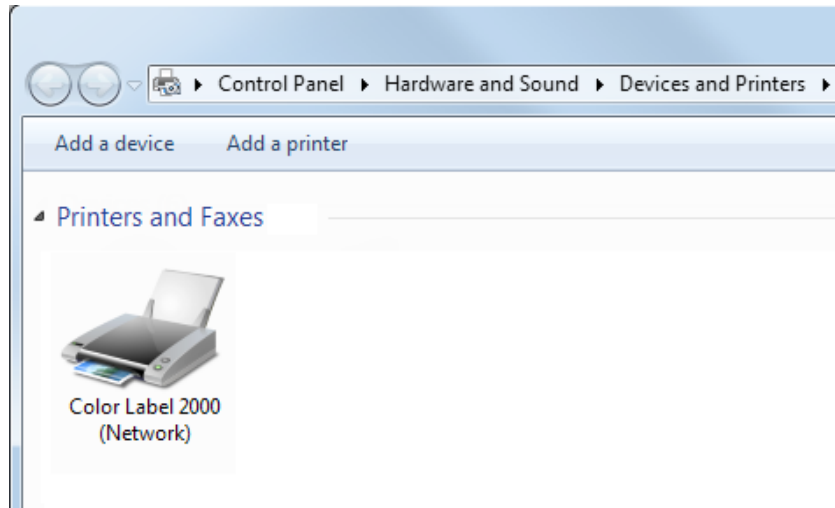 Control Panel Hardware and Sound Devices and Printers
Add a device Add a printer
Printers and Faxes
Color Label 2000
(Network)